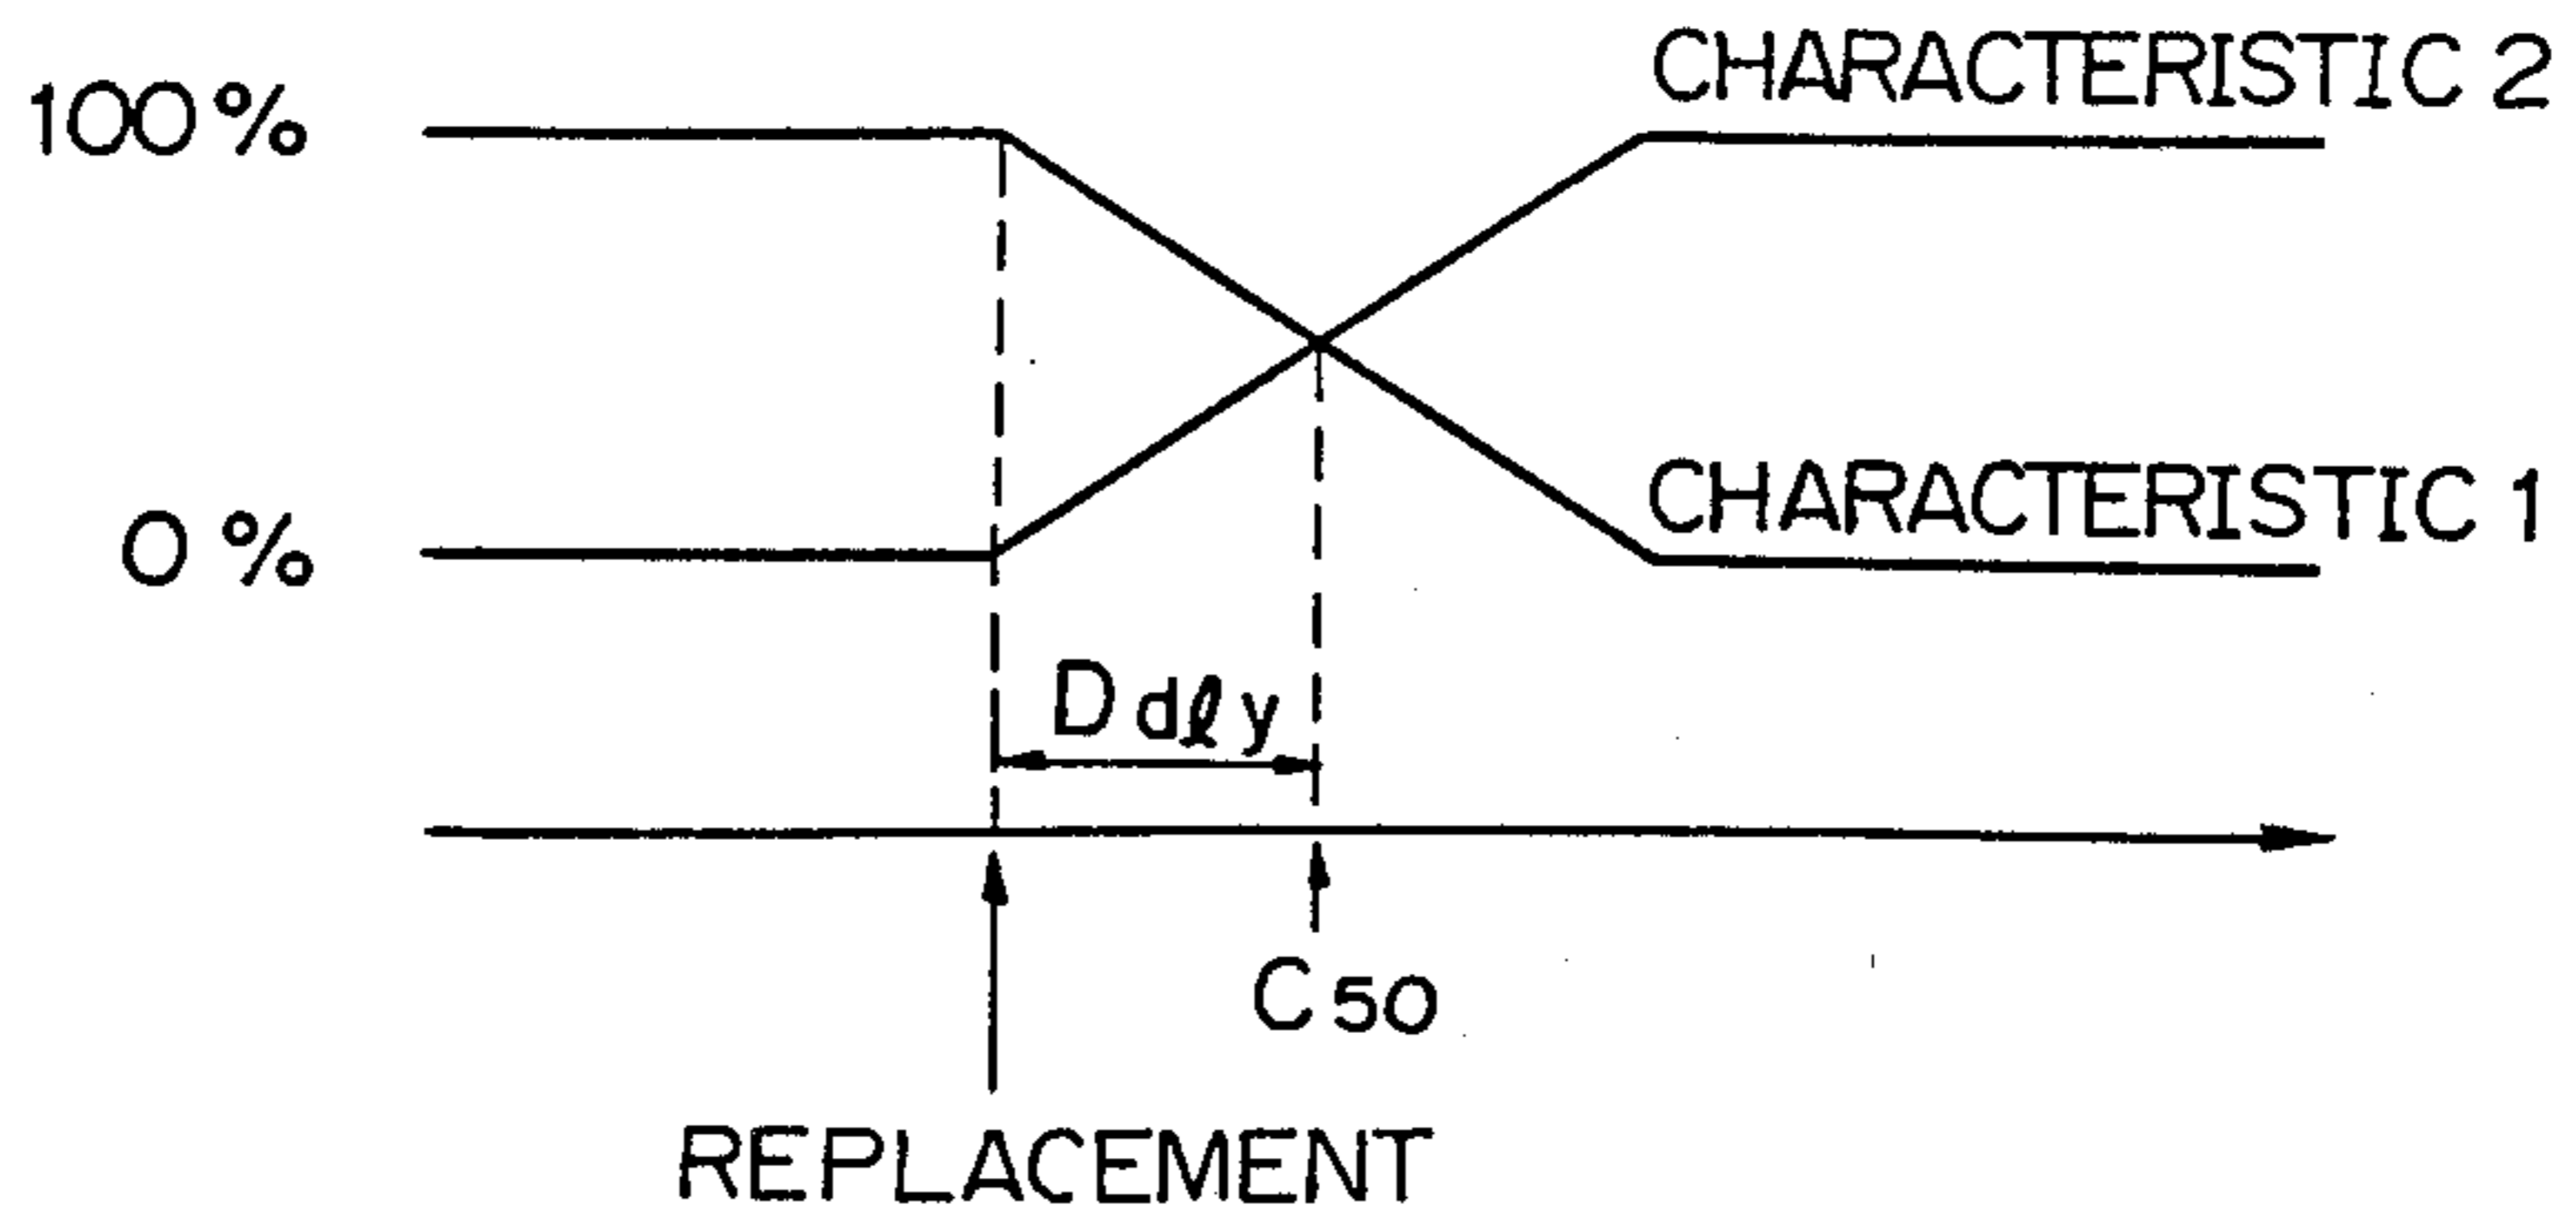 CHARACTERISTIC 2
100%
CHARACTERISTIC 1
0%
Ddly
C50
REPLACEMENT